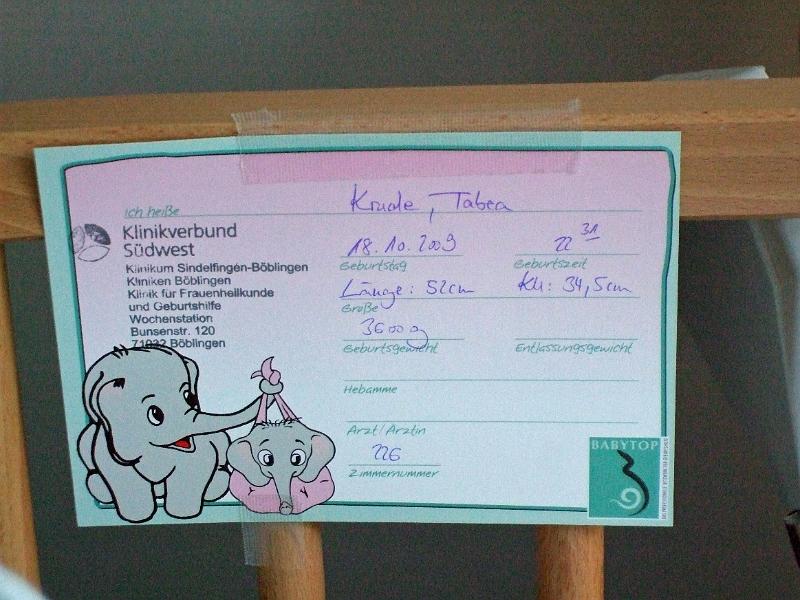 ich heiße
Tabea
Klinikverbund
Südwest
Klinikum Sindelfingen-Böblingen
Kliniken Böblingen
Klinik für Frauenheilkunde
und Geburtshilfe
Wochenstation
Bunsenstr. 120
71032 Böblingen
18.10.2009
22 31
Geburtstag
Geburtszeit
Länge: 52cm
KU: 34,5cm
Größe
3600g
Geburtsgewicht
Entlassungsgewicht
Hebamme
Arzt/Ärztin
226
Zimmernummer
BABYTOP